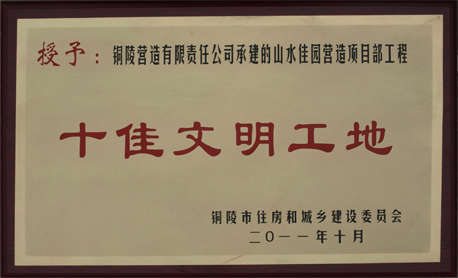 授予：铜陵营造有限责任公司承建的山水佳园营造项目部工程
十佳文明工地
铜陵市住房和城乡建设委员会
二〇一一年十月